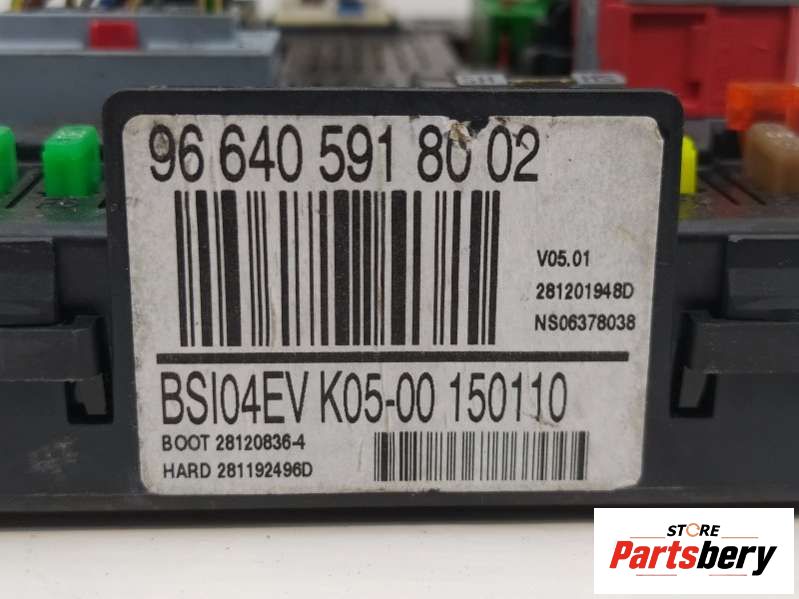 96 640 591 80 02
V05.01
281201948D
NS06378038
BSI04EV K05-00 150110
BOOT 28120836-4
HARD 281192496D
STORE
Partsbery